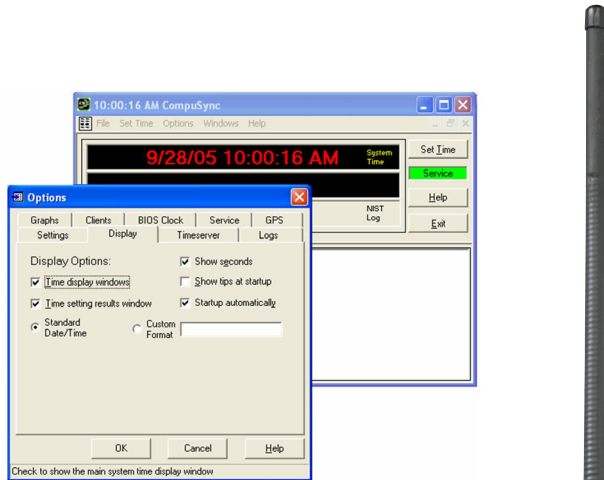 10:00:16 AM CompuSync
File Set Time Options Windows Help
9/28/05 10:00:16 AM
System
Time
Set Time
Service
Help
NIST
Log
Exit
Options
Graphs Clients BIOS Clock Service GPS
Settings Display Timeserver Logs
Display Options:
Show seconds
Time display windows
Show tips at startup
Time setting results window
Startup automatically
Standard
Date/Time
Custom
Format
OK Cancel Help
Check to show the main system time display window